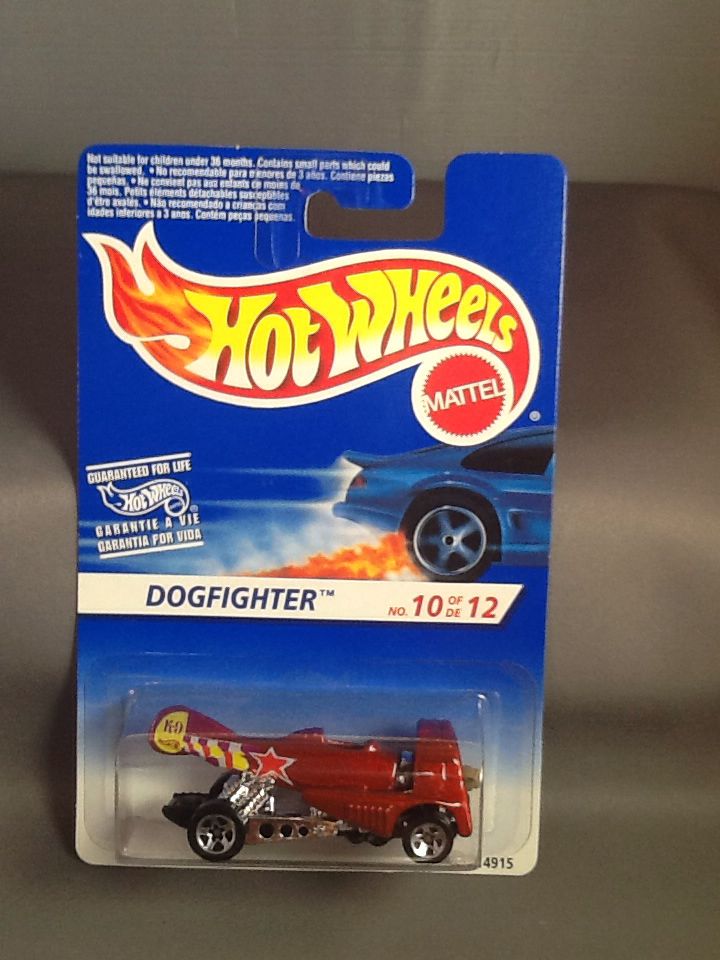 Not suitable for children under 36 months. Contains small parts which could
be swallowed. • No recomendable para menores de 3 años. Contiene piezas
pequeñas. • Ne convient pas aux enfants de moins de
36 mois. Petits éléments détachables susceptibles
d'être avalés. • Não recomendado a crianças com
idades inferiores a 3 anos. Contém peças pequenas.
HOT WHEELS
MATTEL
®
GUARANTEED FOR LIFE
HOT WHEELS
®
GARANTIE A VIE
GARANTIA POR VIDA
DOGFIGHTER™
NO. 10 OF DE 12
K-9
4915